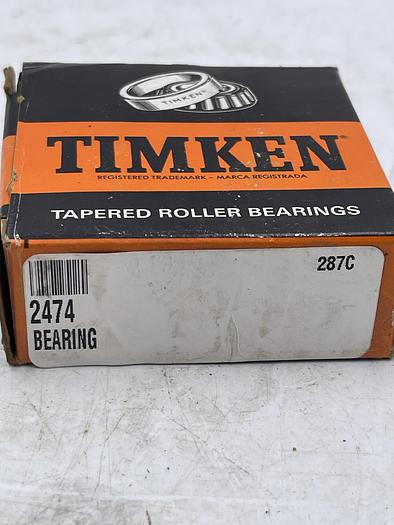 TIMKEN®
TIMKEN®
REGISTERED TRADEMARK – MARCA REGISTRADA
TAPERED ROLLER BEARINGS
287C
2474
BEARING